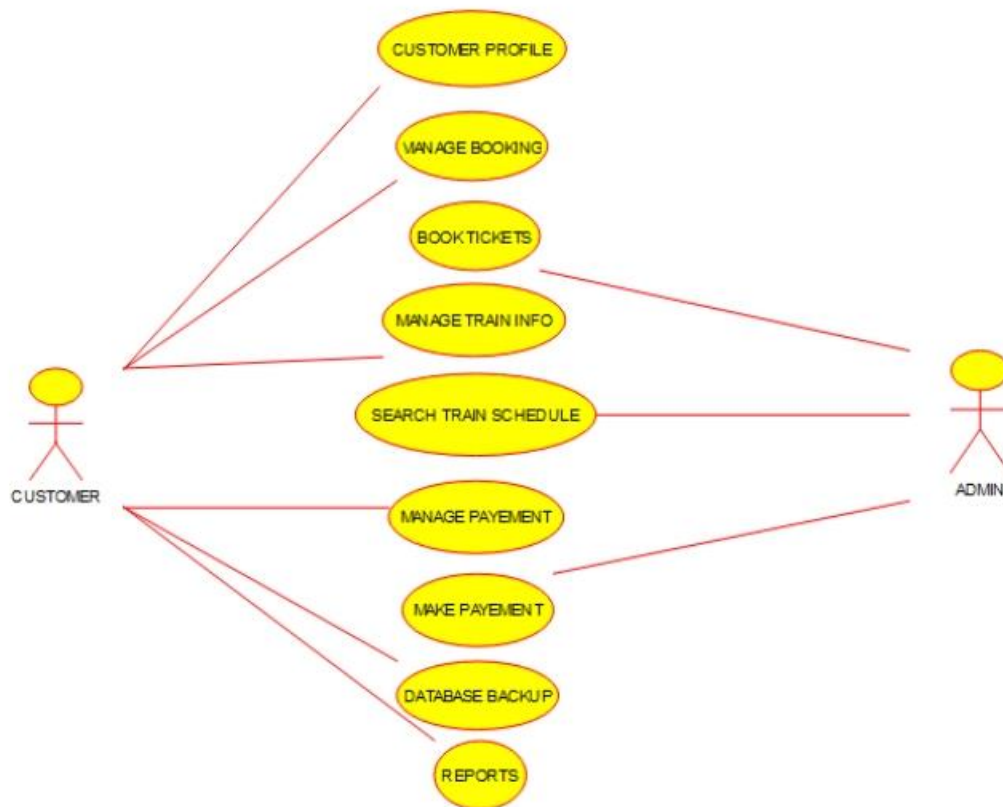 CUSTOMER PROFILE
MANAGE BOOKING
BOOK TICKETS
MANAGE TRAIN INFO
SEARCH TRAIN SCHEDULE
CUSTOMER
ADMIN
MANAGE PAYEMENT
MAKE PAYEMENT
DATABASE BACKUP
REPORTS